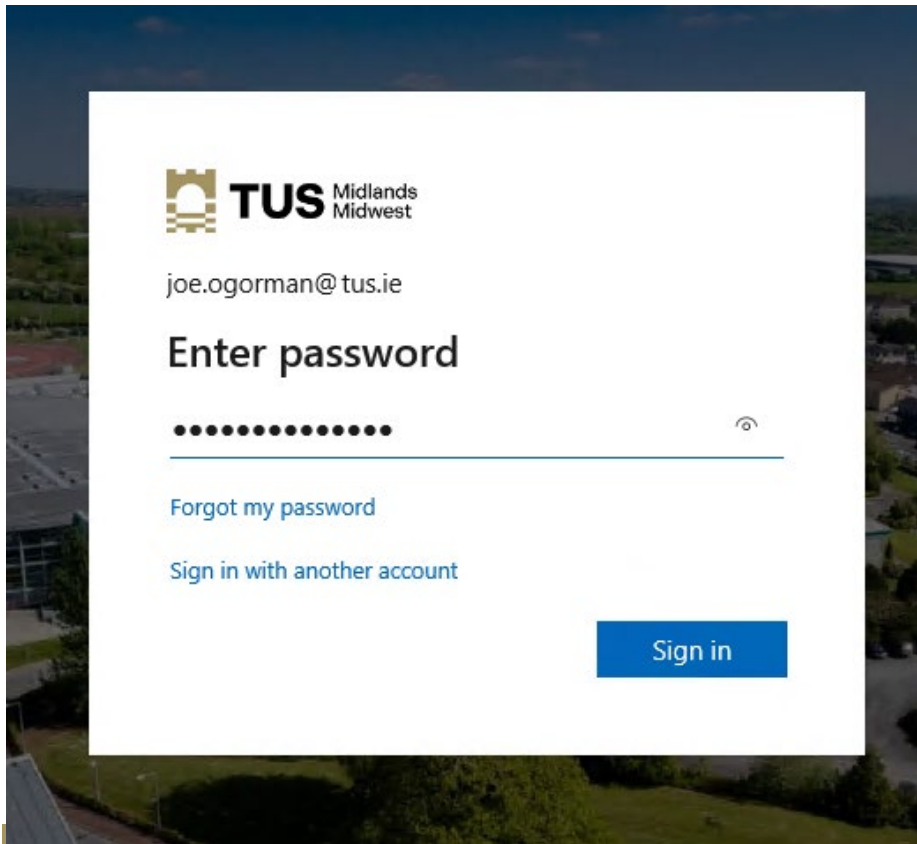 TUS Midlands
Midwest
joe.ogorman@tus.ie
Enter password
••••••••••••••
Forgot my password
Sign in with another account
Sign in